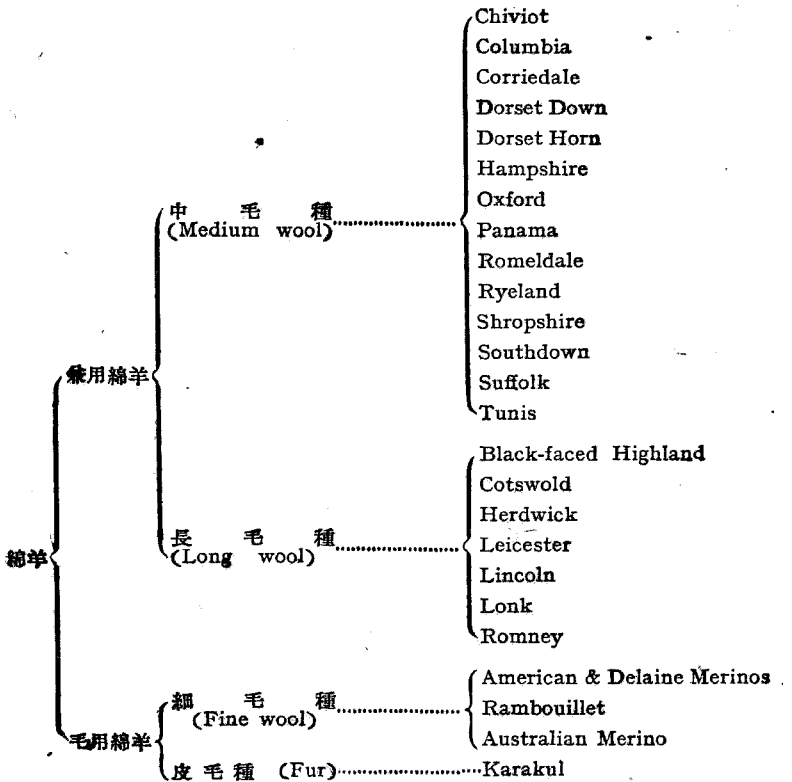 Chiviot
Columbia
Corriedale
Dorset Down
Dorset Horn
Hampshire
Oxford
中毛種
(Medium wool)
Panama
Romeldale
Ryeland
Shropshire
Southdown
兼用綿羊
Suffolk
Tunis
Black-faced Highland
Cotswold
Herdwick
長毛種
(Long wool)
Leicester
綿羊
Lincoln
Lonk
Romney
American & Delaine Merinos
細毛種
(Fine wool)
Rambouillet
毛用綿羊
Australian Merino
皮毛種 (Fur)
Karakul